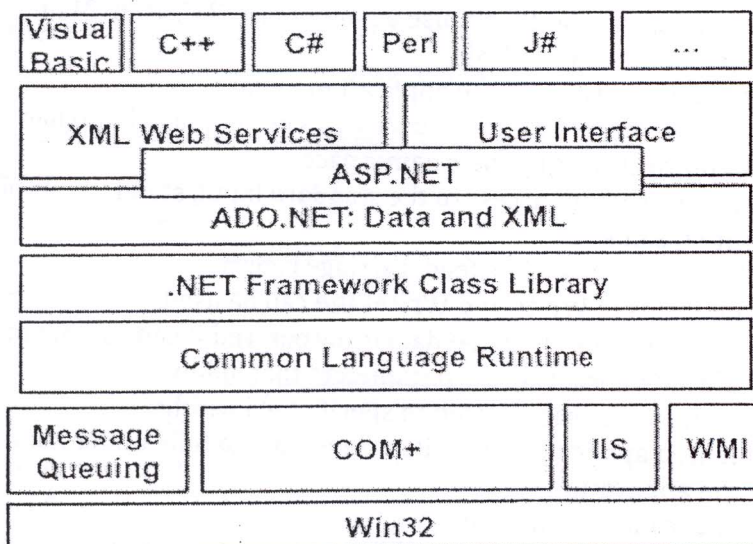 Visual
Basic
C++
C#
Perl
J#
...
XML Web Services
User Interface
ASP.NET
ADO.NET: Data and XML
.NET Framework Class Library
Common Language Runtime
Message
Queuing
COM+
IIS
WMI
Win32